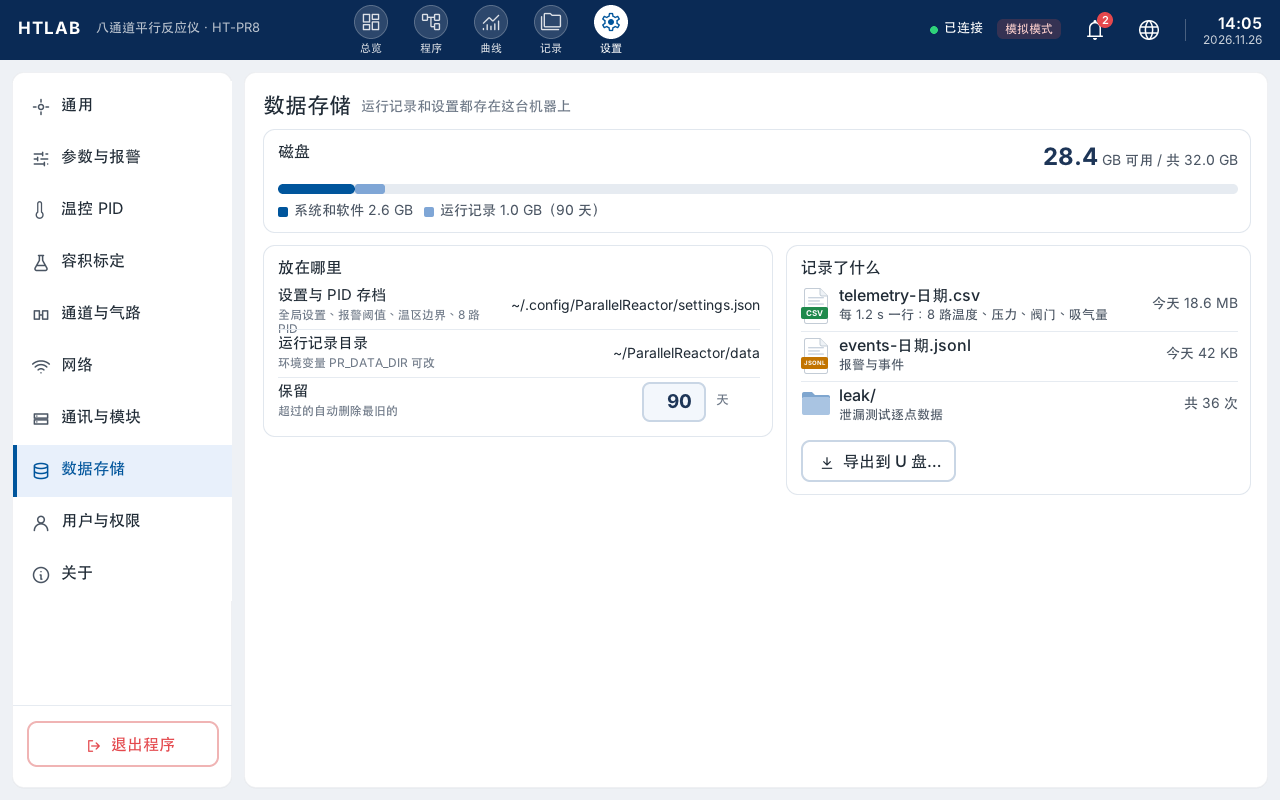 HTLAB
八通道平行反应仪 · HT-PR8
总览
程序
曲线
记录
设置
已连接
模拟模式
2
14:05
2026.11.26
通用
参数与报警
温控 PID
容积标定
通道与气路
网络
通讯与模块
数据存储
用户与权限
关于
退出程序
数据存储 运行记录和设置都存在这台机器上
磁盘
28.4 GB 可用 / 共 32.0 GB
系统和软件 2.6 GB 运行记录 1.0 GB（90 天）
放在哪里
设置与 PID 存档
全局设置、报警阈值、温区边界、8 路
PID
~/.config/ParallelReactor/settings.json
运行记录目录
环境变量 PR_DATA_DIR 可改
~/ParallelReactor/data
保留
超过的自动删除最旧的
90 天
记录了什么
CSV
telemetry-日期.csv
每 1.2 s 一行：8 路温度、压力、阀门、吸气量
今天 18.6 MB
JSONL
events-日期.jsonl
报警与事件
今天 42 KB
leak/
泄漏测试逐点数据
共 36 次
导出到 U 盘...